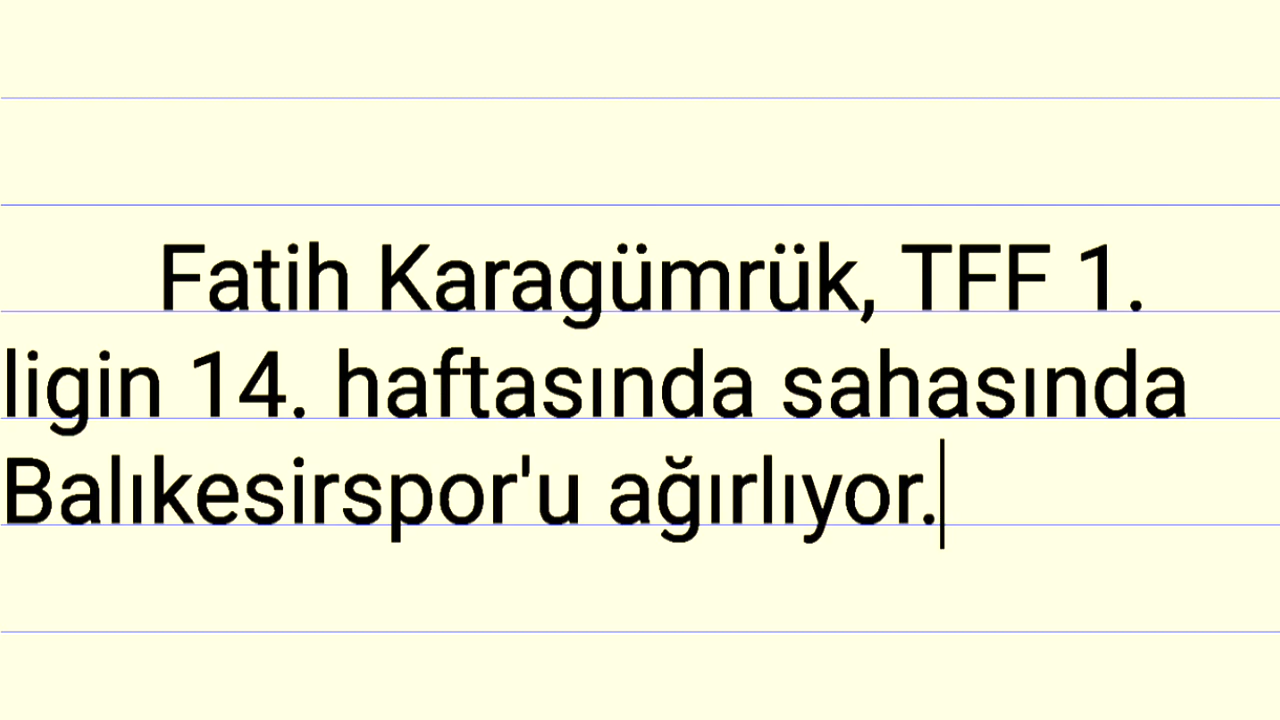 Fatih Karagümrük, TFF 1.
ligin 14. haftasında sahasında
Balıkesirspor'u ağırlıyor.